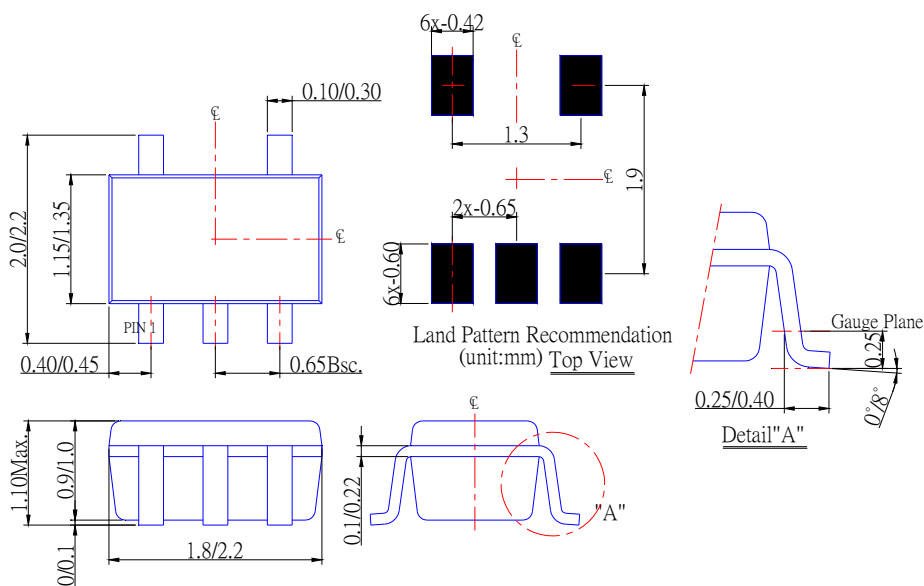 6x-0.42
℄
0.10/0.30
℄
1.3
℄
1.9
2x-0.65
2.0/2.2
1.15/1.35
℄
6x-0.60
PIN 1
Land Pattern Recommendation
(unit:mm) Top View
Gauge Plane
0.25
0.40/0.45
0.65Bsc.
0.25/0.40
0°/8°
Detail"A"
℄
1.10Max.
0.9/1.0
0.1/0.22
"A"
0/0.1
1.8/2.2